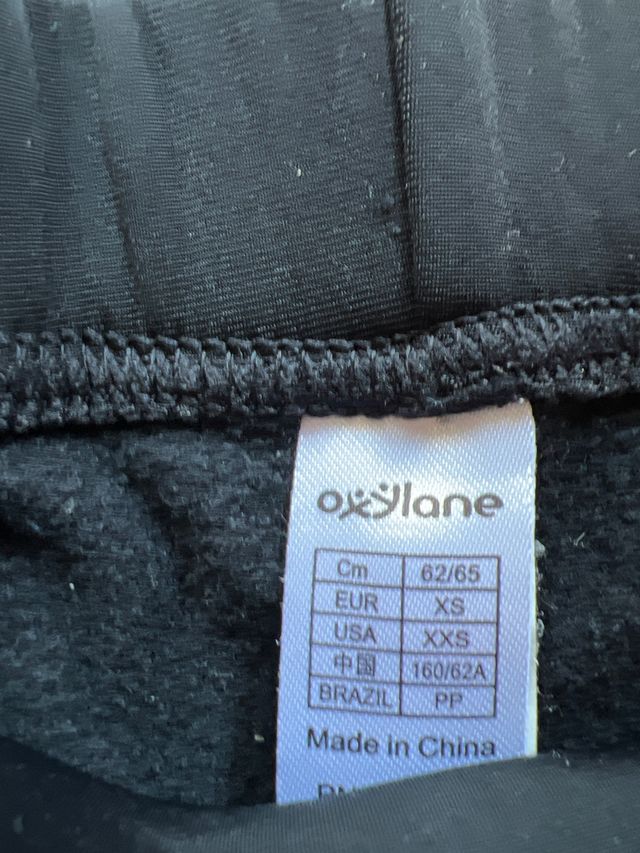 oxylane
Cm 62/65
EUR XS
USA XXS
中国 160/62A
BRAZIL PP
Made in China